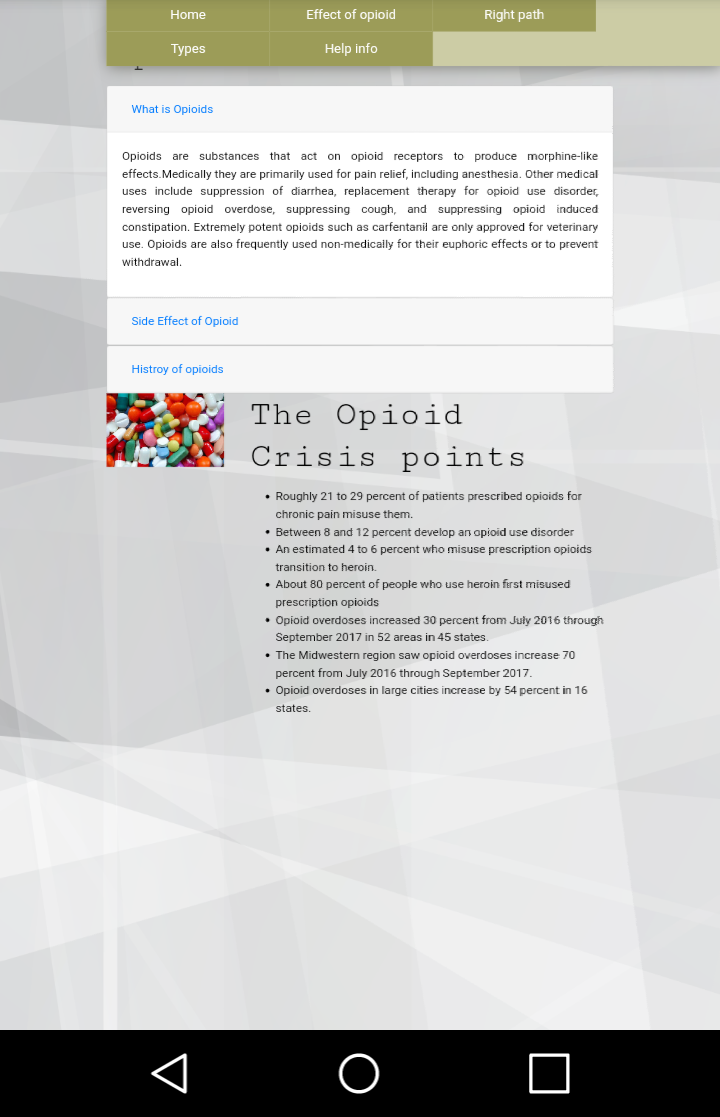 Home Effect of opioid Right path
Types Help info
What is Opioids
Opioids are substances that act on opioid receptors to produce morphine-like
effects.Medically they are primarily used for pain relief, including anesthesia. Other medical
uses include suppression of diarrhea, replacement therapy for opioid use disorder,
reversing opioid overdose, suppressing cough, and suppressing opioid induced
constipation. Extremely potent opioids such as carfentanil are only approved for veterinary
use. Opioids are also frequently used non-medically for their euphoric effects or to prevent
withdrawal.
Side Effect of Opioid
Histroy of opioids
The Opioid
Crisis points
• Roughly 21 to 29 percent of patients prescribed opioids for
chronic pain misuse them.
• Between 8 and 12 percent develop an opioid use disorder
• An estimated 4 to 6 percent who misuse prescription opioids
transition to heroin.
• About 80 percent of people who use heroin first misused
prescription opioids
• Opioid overdoses increased 30 percent from July 2016 through
September 2017 in 52 areas in 45 states.
• The Midwestern region saw opioid overdoses increase 70
percent from July 2016 through September 2017.
• Opioid overdoses in large cities increase by 54 percent in 16
states.